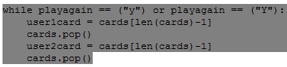 while playagain == ("y") or playagain == ("Y"):
    user1card = cards[len(cards)-1]
    cards.pop()
    user2card = cards[len(cards)-1]
    cards.pop()